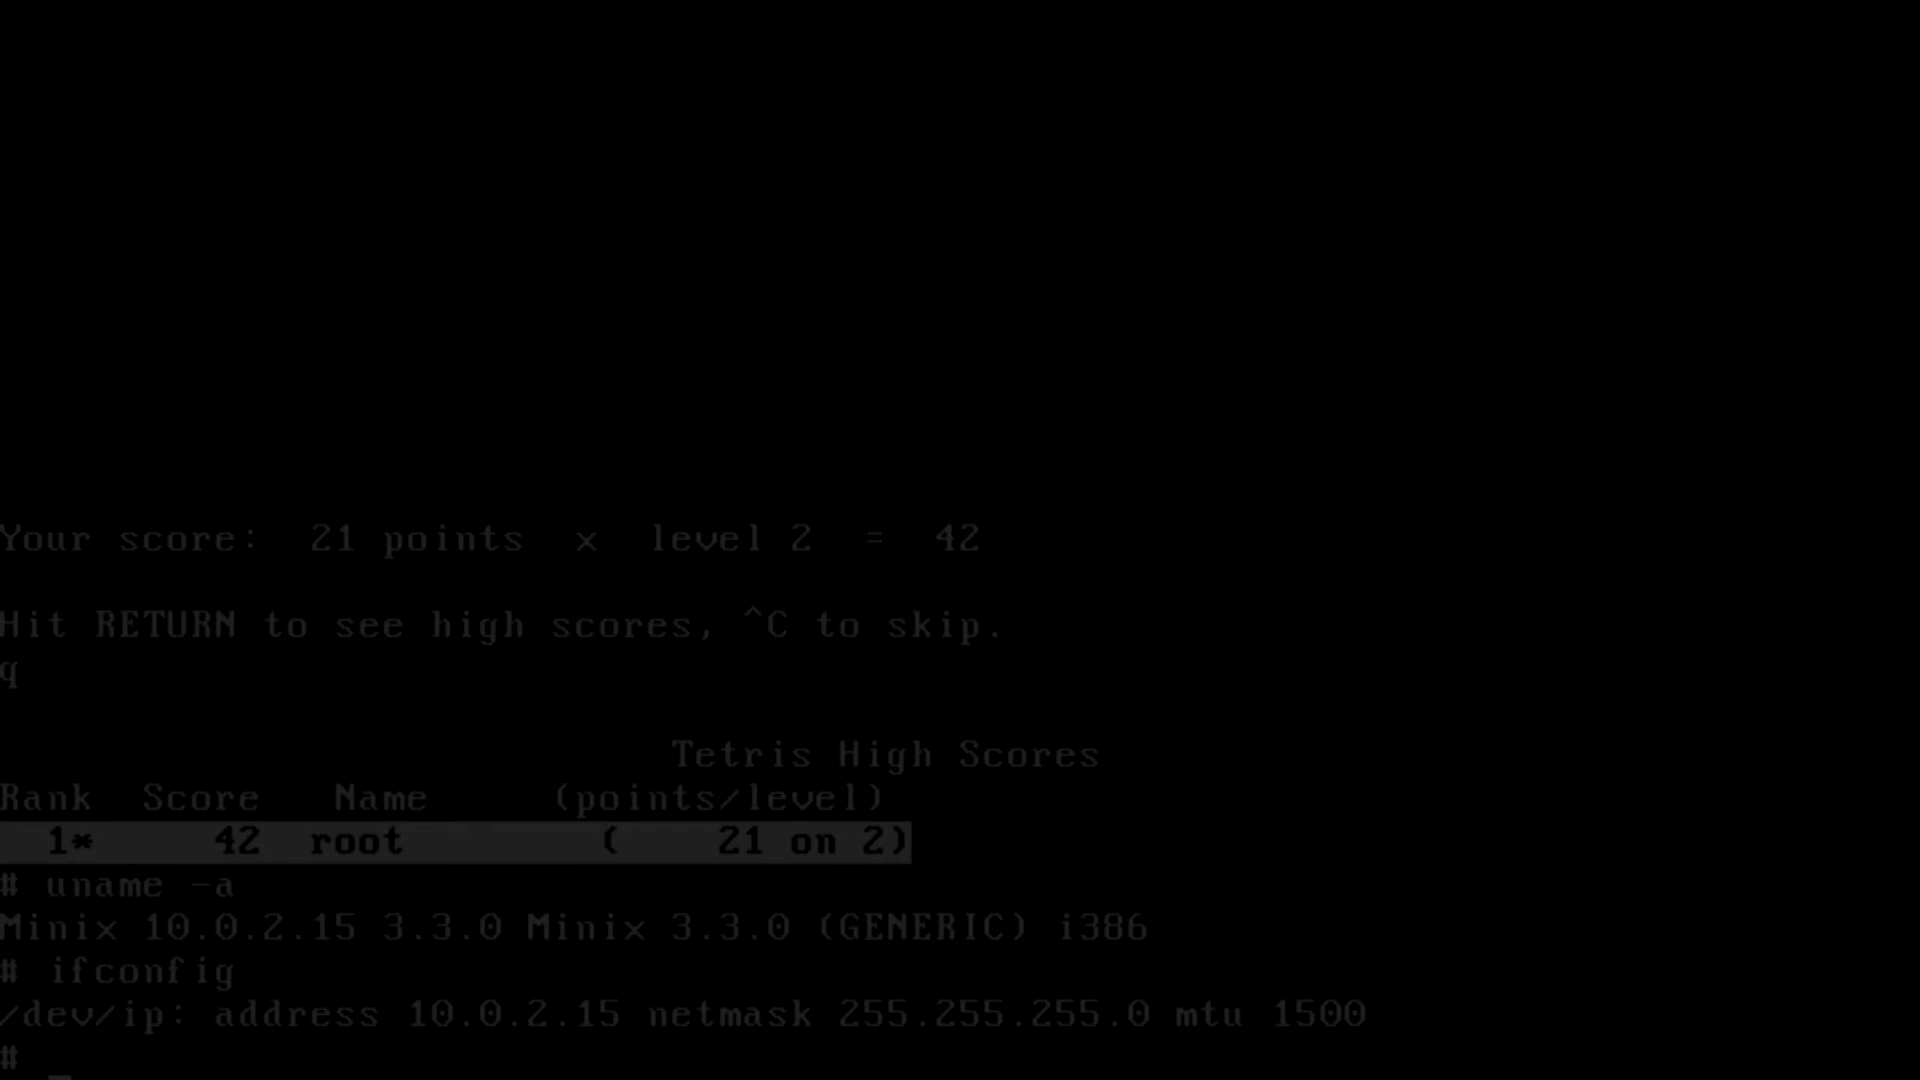 Your score:  21 points  x  level 2  =  42
Hit RETURN to see high scores, ^C to skip.
q
Tetris High Scores
Rank  Score   Name     (points/level)
1*     42  root        (    21 on 2)
# uname -a
Minix 10.0.2.15 3.3.0 Minix 3.3.0 (GENERIC) i386
# ifconfig
/dev/ip: address 10.0.2.15 netmask 255.255.255.0 mtu 1500
# _